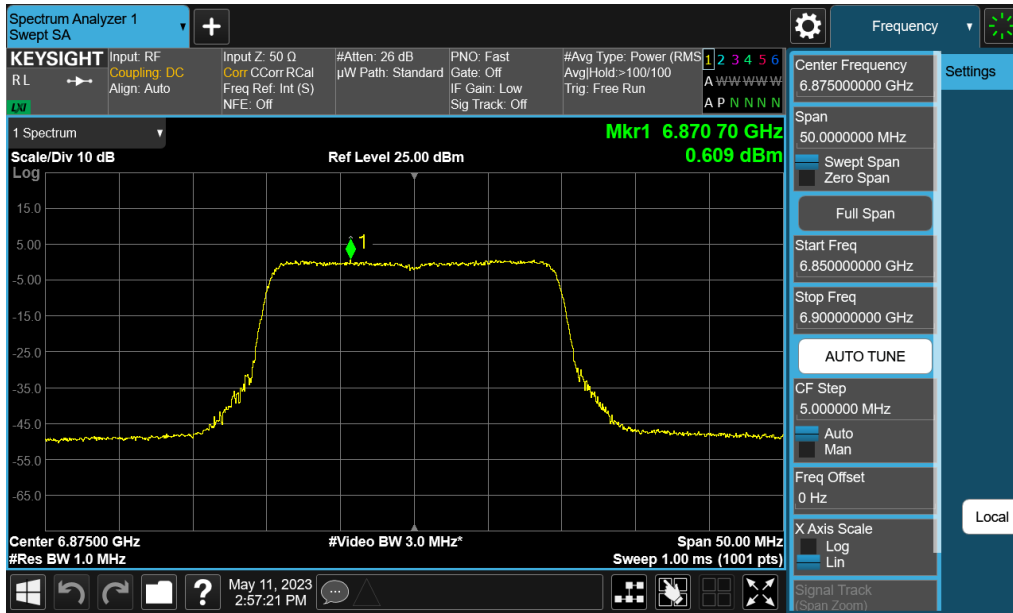 Spectrum Analyzer 1
Swept SA
+
Frequency
KEYSIGHT
R L
LXI
Input: RF
Coupling: DC
Align: Auto
Input Z: 50 Ω
Corr CCorr RCal
Freq Ref: Int (S)
NFE: Off
#Atten: 26 dB
µW Path: Standard
PNO: Fast
Gate: Off
IF Gain: Low
Sig Track: Off
#Avg Type: Power (RMS
Avg|Hold:>100/100
Trig: Free Run
1 2 3 4 5 6
A W W W W W
A P N N N N
1 Spectrum
Mkr1 6.870 70 GHz
Scale/Div 10 dB
Ref Level 25.00 dBm
0.609 dBm
Log
15.0
5.00
-5.00
-15.0
-25.0
-35.0
-45.0
-55.0
-65.0
1
Center 6.87500 GHz
#Video BW 3.0 MHz*
Span 50.00 MHz
#Res BW 1.0 MHz
Sweep 1.00 ms (1001 pts)
?
May 11, 2023
2:57:21 PM
Center Frequency
6.875000000 GHz
Span
50.0000000 MHz
Swept Span
Zero Span
Full Span
Start Freq
6.850000000 GHz
Stop Freq
6.900000000 GHz
AUTO TUNE
CF Step
5.000000 MHz
Auto
Man
Freq Offset
0 Hz
X Axis Scale
Log
Lin
Signal Track
(Span Zoom)
Settings
Local